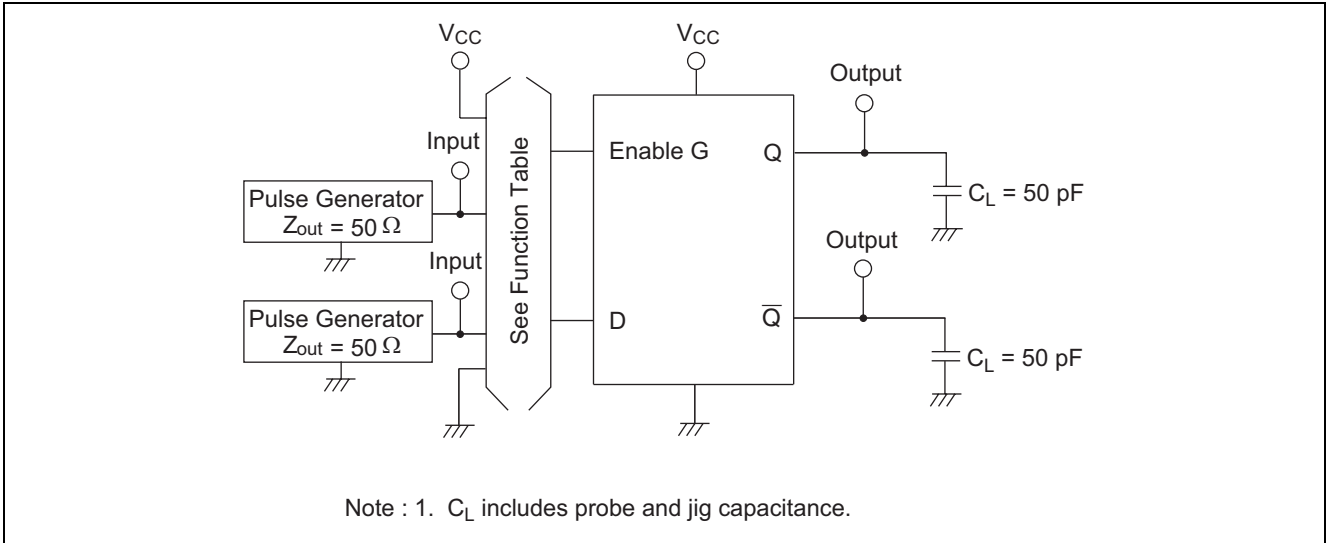 VCC
VCC
Output
Input
Enable G
Q
See Function Table
Pulse Generator
Zout = 50 Ω
CL = 50 pF
Output
Input
Pulse Generator
Zout = 50 Ω
D
Q̅
CL = 50 pF
Note : 1. CL includes probe and jig capacitance.